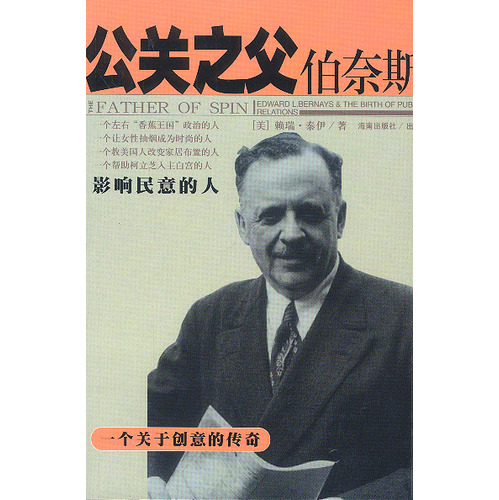 公关之父 伯奈斯
THE FATHER OF SPIN
EDWARD L.BERNAYS & THE BIRTH OF PUB
RELATIONS
[美] 赖瑞·泰伊/著 海南出版社/出
一个左右“香蕉王国”政治的人
一个让女性抽烟成为时尚的人
一个教美国人改变家居布置的人
一个帮助柯立芝入主白宫的人
影响民意的人
一个关于创意的传奇